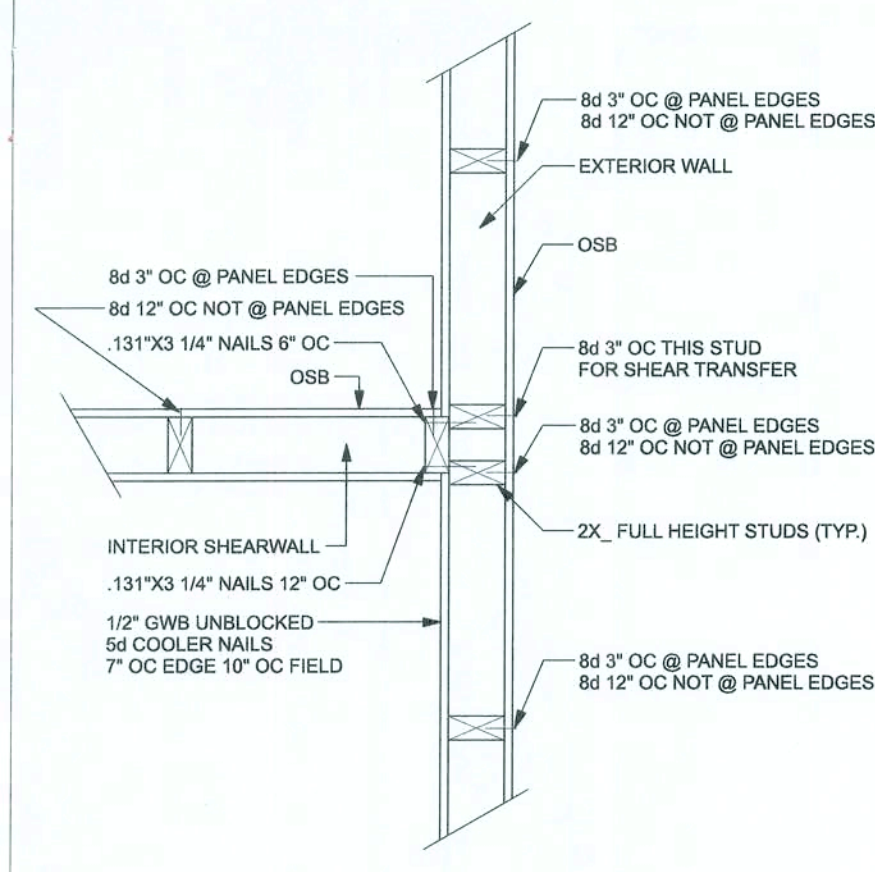 8d 3" OC @ PANEL EDGES
8d 12" OC NOT @ PANEL EDGES
EXTERIOR WALL
OSB
8d 3" OC @ PANEL EDGES
8d 12" OC NOT @ PANEL EDGES
.131"X3 1/4" NAILS 6" OC
OSB
8d 3" OC THIS STUD
FOR SHEAR TRANSFER
8d 3" OC @ PANEL EDGES
8d 12" OC NOT @ PANEL EDGES
2X_ FULL HEIGHT STUDS (TYP.)
INTERIOR SHEARWALL
.131"X3 1/4" NAILS 12" OC
1/2" GWB UNBLOCKED
5d COOLER NAILS
7" OC EDGE 10" OC FIELD
8d 3" OC @ PANEL EDGES
8d 12" OC NOT @ PANEL EDGES